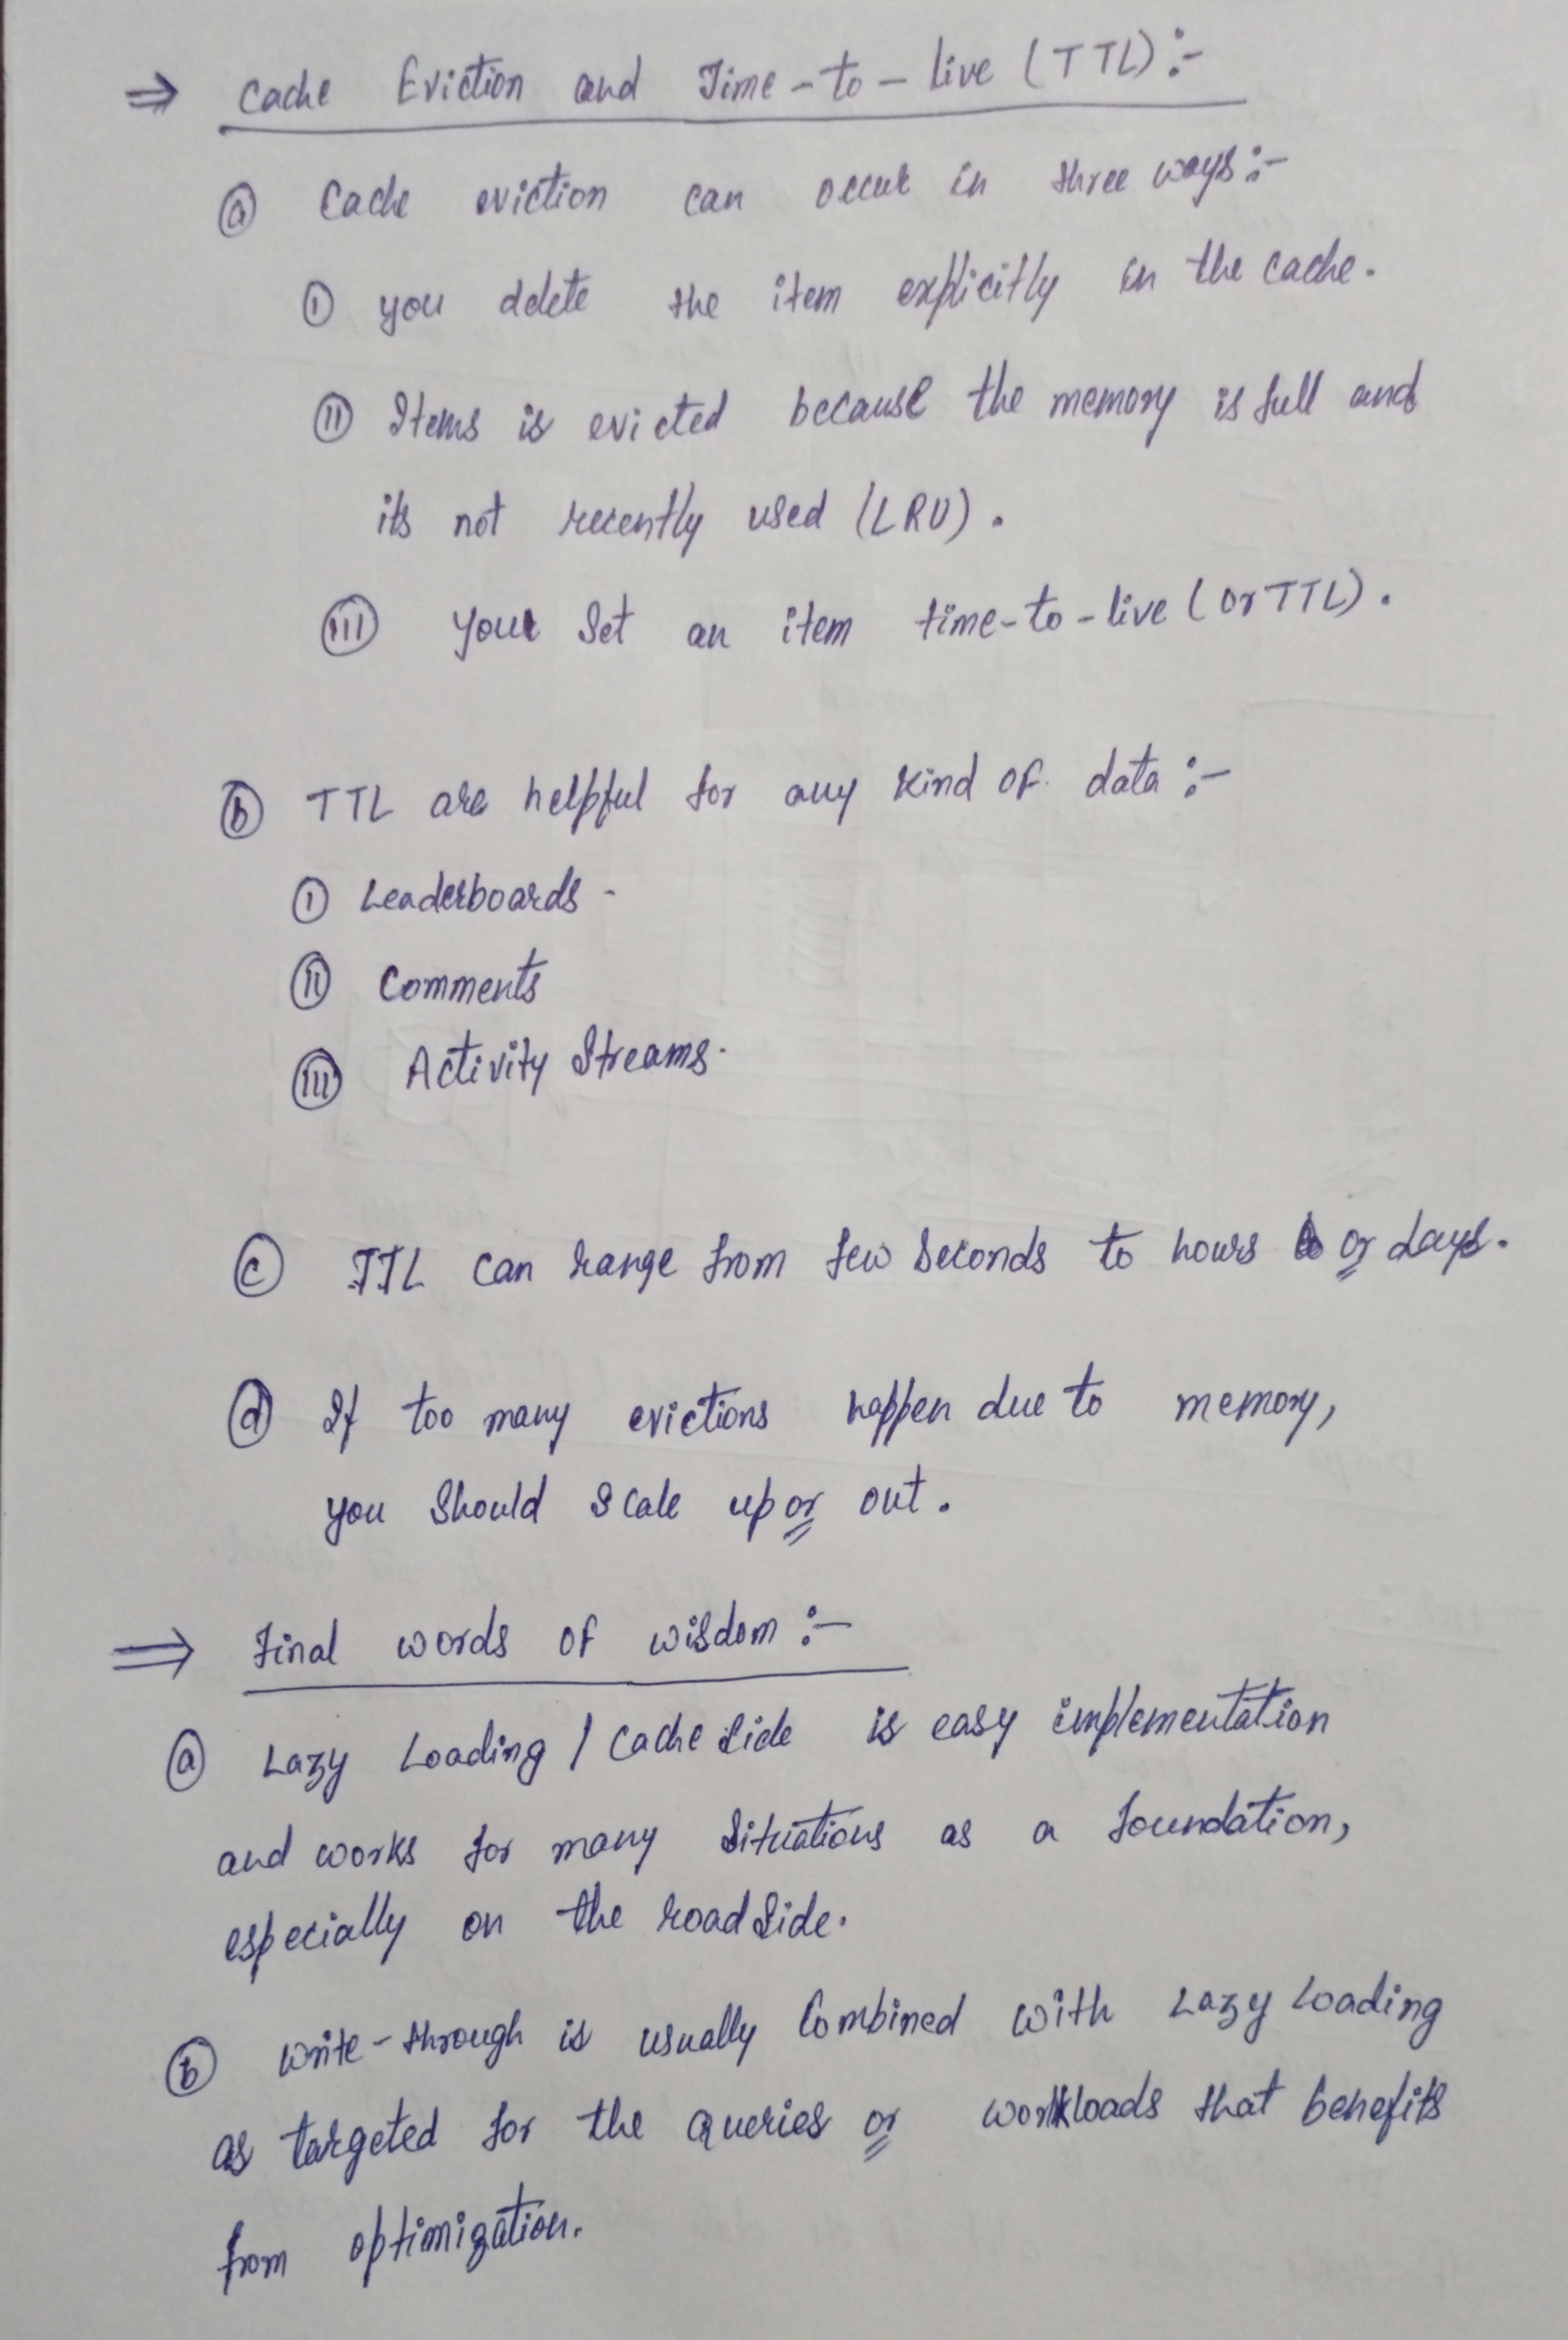 ⇒ Cache Eviction and Time-to-live (TTL):-
ⓐ Cache eviction can occur in three ways:-
① you delete the item explicitly in the cache.
ⓘⓘ Items is evicted because the memory is full and
its not recently used (LRU).
ⓘⓘⓘ Your Set an item time-to-live (or TTL).
ⓑ TTL are helpful for any kind of data:-
ⓘ Leaderboards -
ⓘⓘ Comments
ⓘⓘⓘ Activity Streams.
ⓒ TTL can range from few seconds to hours or days.
ⓓ If too many evictions happen due to memory,
you should scale up or out.
⇒ Final words of wisdom:-
ⓐ Lazy Loading / Cache Side is easy implementation
and works for many situations as a foundation,
especially on the roadside.
ⓑ Write-through is usually Combined with Lazy Loading
as targeted for the queries or workloads that benefits
from optimization.